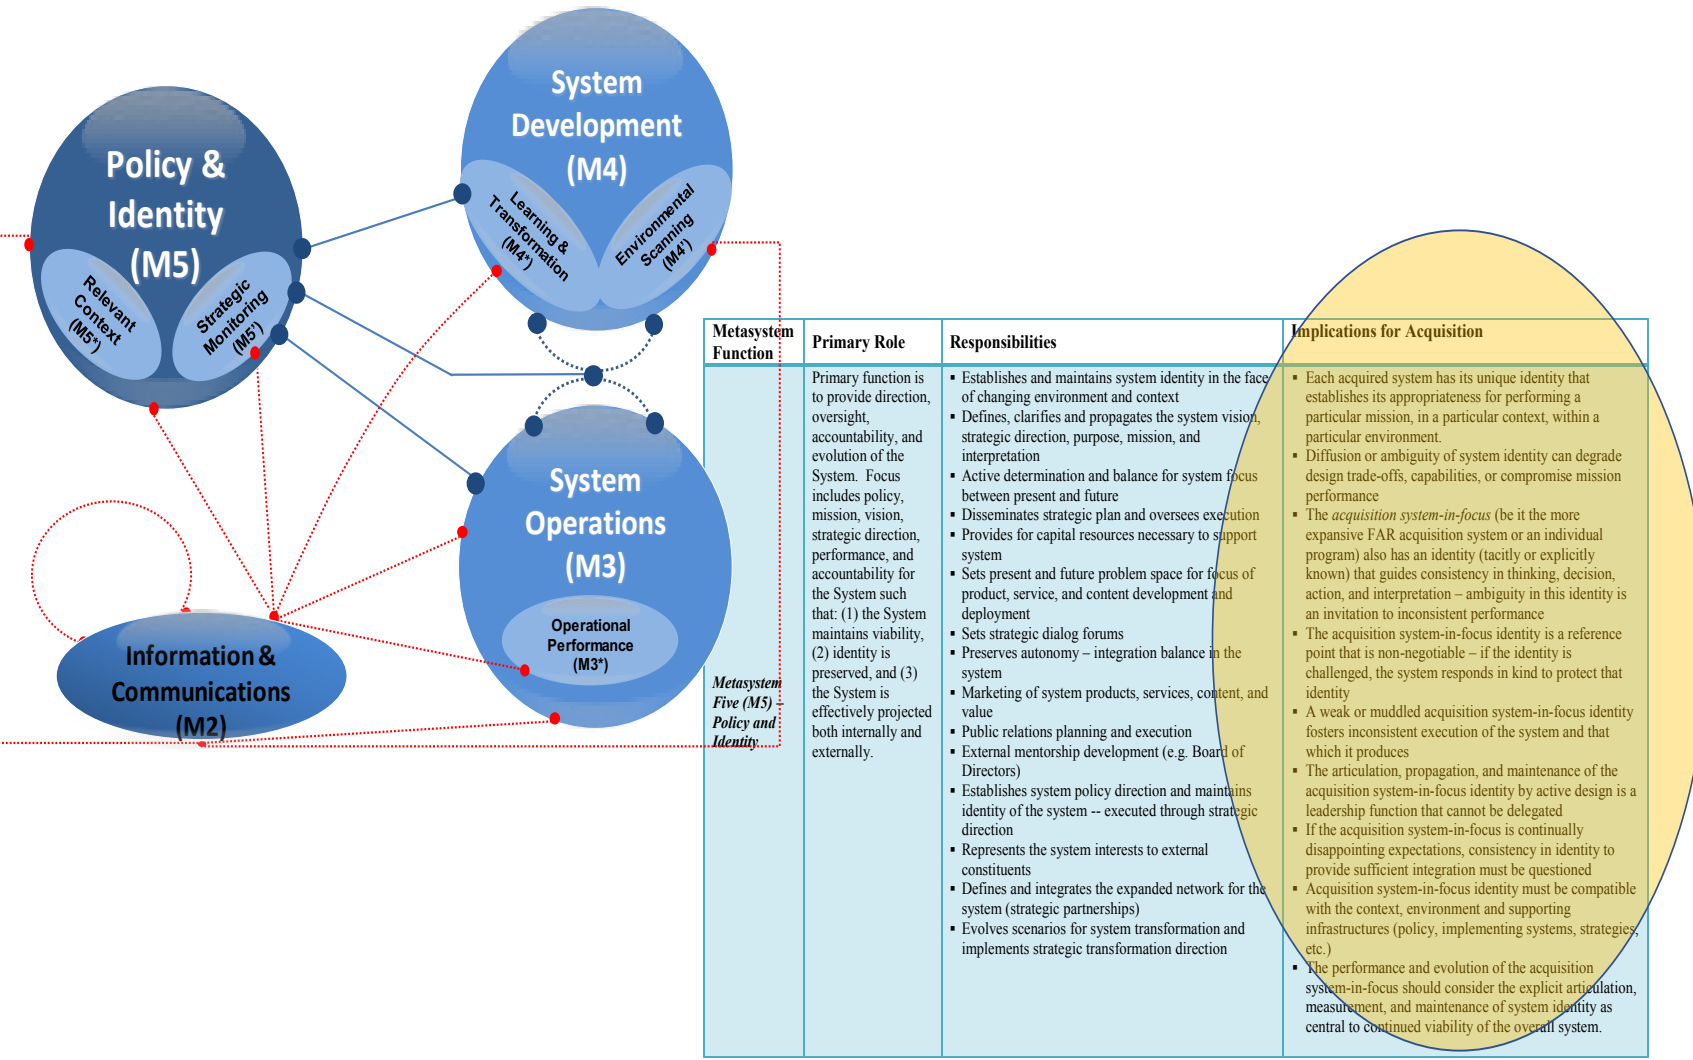 System
Development
(M4)
Learning &
Transformation
(M4*)
Environmental
Scanning
(M4')
Policy &
Identity
(M5)
Relevant
Context
(M5*)
Strategic
Monitoring
(M5')
System
Operations
(M3)
Operational
Performance
(M3*)
Information &
Communications
(M2)
Metasystem
Function
Primary Role
Responsibilities
Implications for Acquisition
Metasystem
Five (M5) –
Policy and
Identity
Primary function is
to provide direction,
oversight,
accountability, and
evolution of the
System. Focus
includes policy,
mission, vision,
strategic direction,
performance, and
accountability for
the System such
that: (1) the System
maintains viability,
(2) identity is
preserved, and (3)
the System is
effectively projected
both internally and
externally.
▪ Establishes and maintains system identity in the face
of changing environment and context
▪ Defines, clarifies and propagates the system vision,
strategic direction, purpose, mission, and
interpretation
▪ Active determination and balance for system focus
between present and future
▪ Disseminates strategic plan and oversees execution
▪ Provides for capital resources necessary to support
system
▪ Sets present and future problem space for focus of
product, service, and content development and
deployment
▪ Sets strategic dialog forums
▪ Preserves autonomy – integration balance in the
system
▪ Marketing of system products, services, content, and
value
▪ Public relations planning and execution
▪ External mentorship development (e.g. Board of
Directors)
▪ Establishes system policy direction and maintains
identity of the system -- executed through strategic
direction
▪ Represents the system interests to external
constituents
▪ Defines and integrates the expanded network for the
system (strategic partnerships)
▪ Evolves scenarios for system transformation and
implements strategic transformation direction
▪ Each acquired system has its unique identity that
establishes its appropriateness for performing a
particular mission, in a particular context, within a
particular environment.
▪ Diffusion or ambiguity of system identity can degrade
design trade-offs, capabilities, or compromise mission
performance
▪ The acquisition system-in-focus (be it the more
expansive FAR acquisition system or an individual
program) also has an identity (tacitly or explicitly
known) that guides consistency in thinking, decision,
action, and interpretation – ambiguity in this identity is
an invitation to inconsistent performance
▪ The acquisition system-in-focus identity is a reference
point that is non-negotiable – if the identity is
challenged, the system responds in kind to protect that
identity
▪ A weak or muddled acquisition system-in-focus identity
fosters inconsistent execution of the system and that
which it produces
▪ The articulation, propagation, and maintenance of the
acquisition system-in-focus identity by active design is a
leadership function that cannot be delegated
▪ If the acquisition system-in-focus is continually
disappointing expectations, consistency in identity to
provide sufficient integration must be questioned
▪ Acquisition system-in-focus identity must be compatible
with the context, environment and supporting
infrastructures (policy, implementing systems, strategies,
etc.)
▪ The performance and evolution of the acquisition
system-in-focus should consider the explicit articulation,
measurement, and maintenance of system identity as
central to continued viability of the overall system.